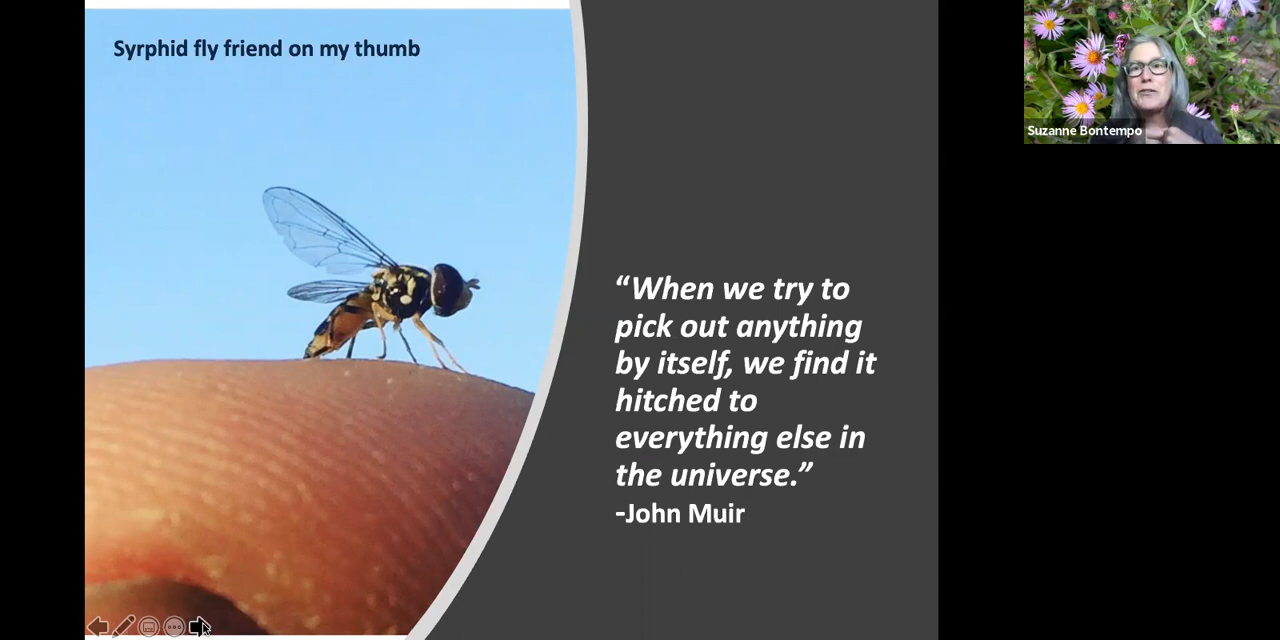 Syrphid fly friend on my thumb
“When we try to
pick out anything
by itself, we find it
hitched to
everything else in
the universe.”
-John Muir
Suzanne Bontempo